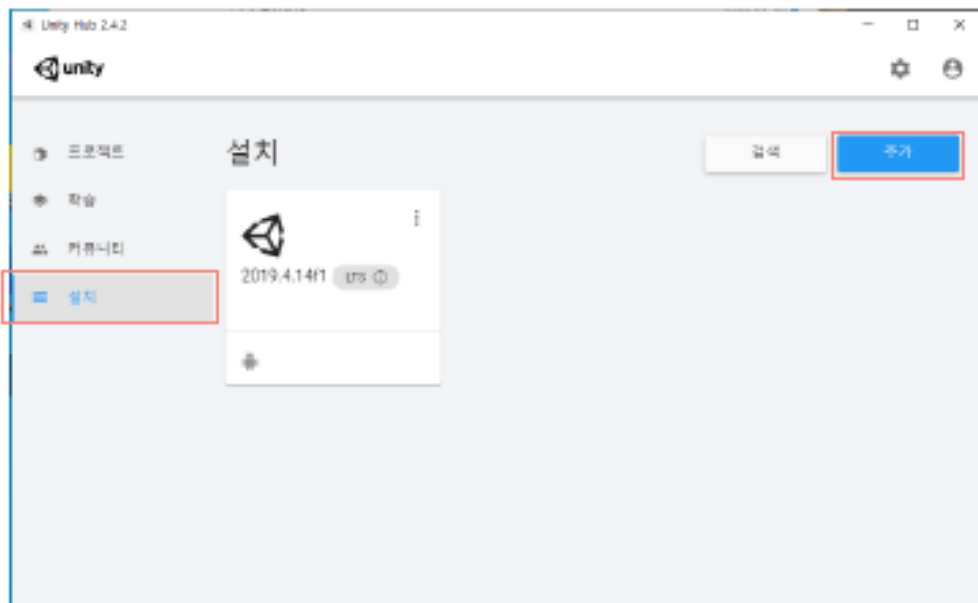 Unity Hub 2.4.2
unity
프로젝트
학습
커뮤니티
설치
설치
검색
추가
2019.4.14f1 LTS